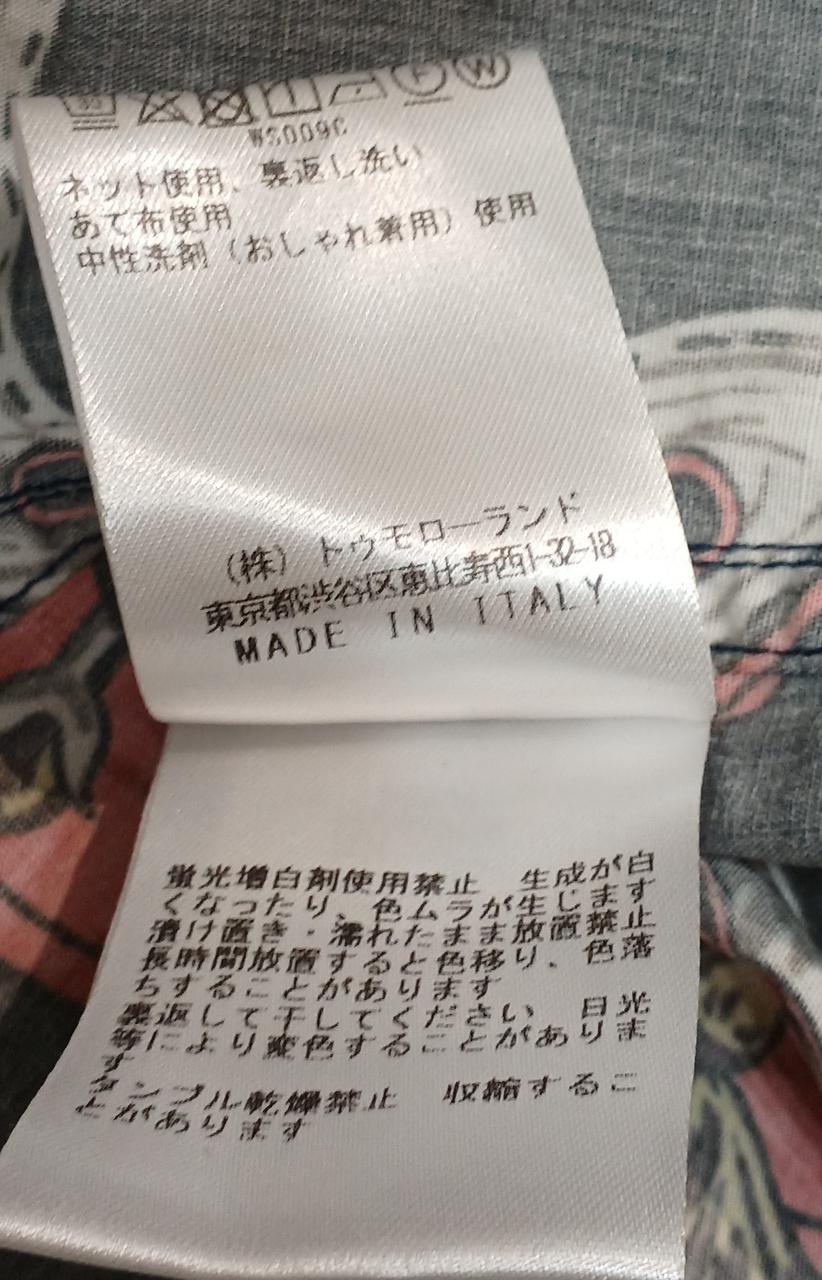 30
F W
WS009C
ネット使用、裏返し洗い
あて布使用
中性洗剤（おしゃれ着用）使用
（株）トゥモローランド
東京都渋谷区恵比寿西1-32-18
MADE IN ITALY
蛍光増白剤使用禁止　生成が白
くなったり、色ムラが生じます
漬け置き・濡れたまま放置禁止
長時間放置すると色移り、色落
ちすることがあります
裏返して干してください　日光
等により変色することがありま
す
タンブル乾燥禁止　収縮するこ
とがあります